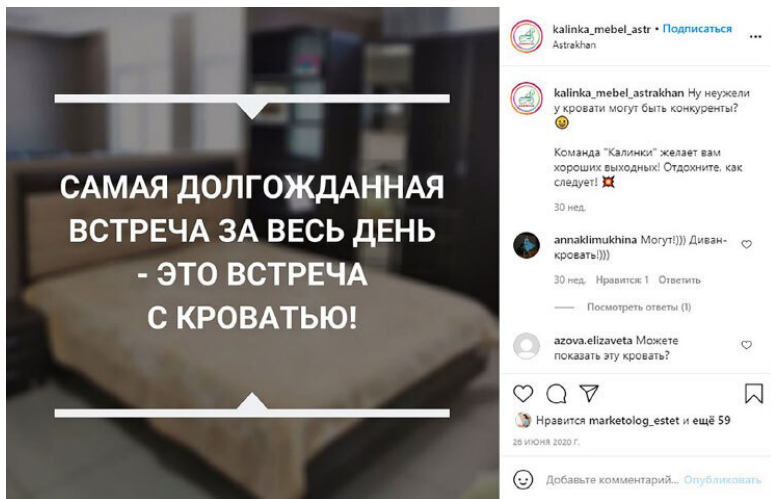 САМАЯ ДОЛГОЖДАННАЯ
ВСТРЕЧА ЗА ВЕСЬ ДЕНЬ
- ЭТО ВСТРЕЧА
С КРОВАТЬЮ!
kalinka_mebel_astr • Подписаться
Astrakhan
kalinka_mebel_astrakhan Ну неужели
у кровати могут быть конкуренты?
😀
Команда "Калинки" желает вам
хороших выходных! Отдохните, как
следует! 💥
30 нед.
annaklimukhina Могут!))) Диван-
кровать!)))
30 нед. Нравится: 1 Ответить
Посмотреть ответы (1)
azova.elizaveta Можете
показать эту кровать?
Нравится marketolog_estet и ещё 59
26 ИЮНЯ 2020 Г.
Добавьте комментарий... Опубликовать